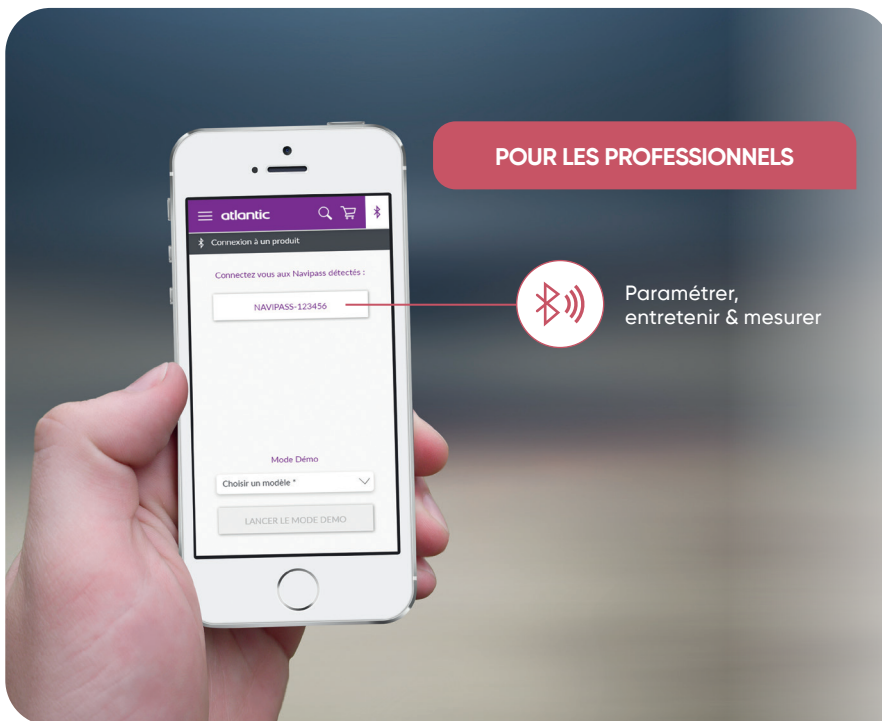 POUR LES PROFESSIONNELS
atlantic
Connexion à un produit
Connectez vous aux Navipass détectés :
NAVIPASS-123456
Paramétrer,
entretenir & mesurer
Mode Démo
Choisir un modèle *
LANCER LE MODE DEMO